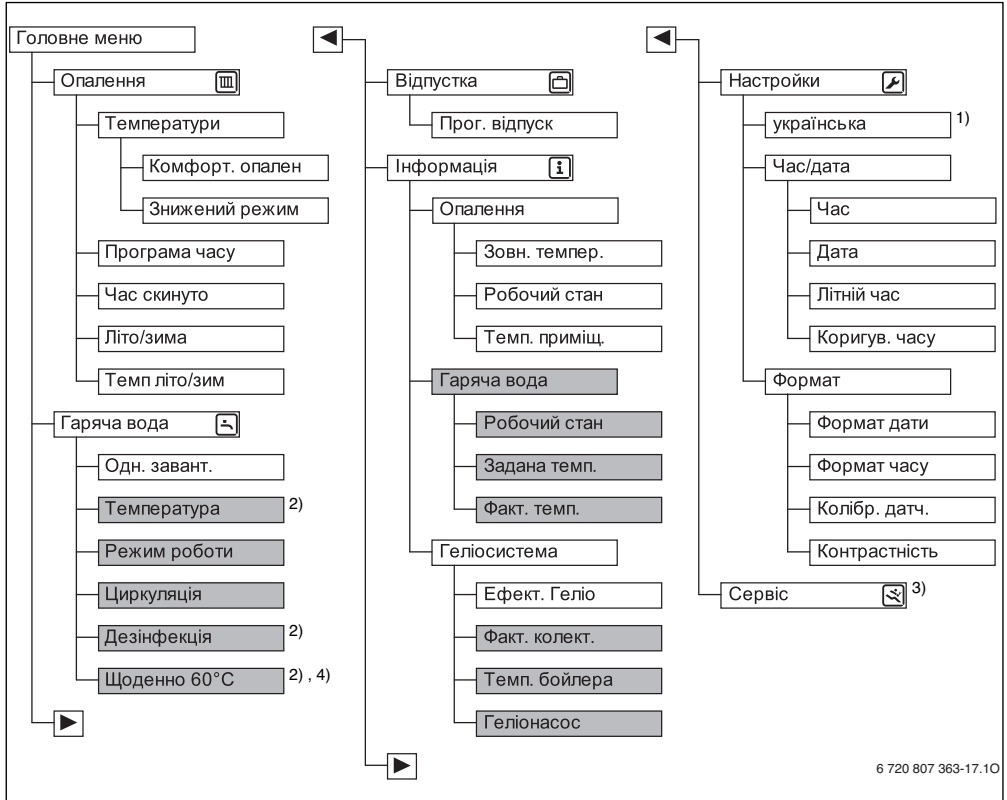 Головне меню
Опалення
Температури
Комфорт. опален
Знижений режим
Програма часу
Час скинуто
Літо/зима
Темп літо/зим
Гаряча вода
Одн. завант.
Температура 2)
Режим роботи
Циркуляція
Дезінфекція 2)
Щоденно 60°C 2) , 4)
Відпустка
Прог. відпуск
Інформація
Опалення
Зовн. темпер.
Робочий стан
Темп. приміщ.
Гаряча вода
Робочий стан
Задана темп.
Факт. темп.
Геліосистема
Ефект. Геліо
Факт. колект.
Темп. бойлера
Геліонасос
Настройки
українська 1)
Час/дата
Час
Дата
Літній час
Коригув. часу
Формат
Формат дати
Формат часу
Колібр. датч.
Контрастність
Сервіс 3)
6 720 807 363-17.1O